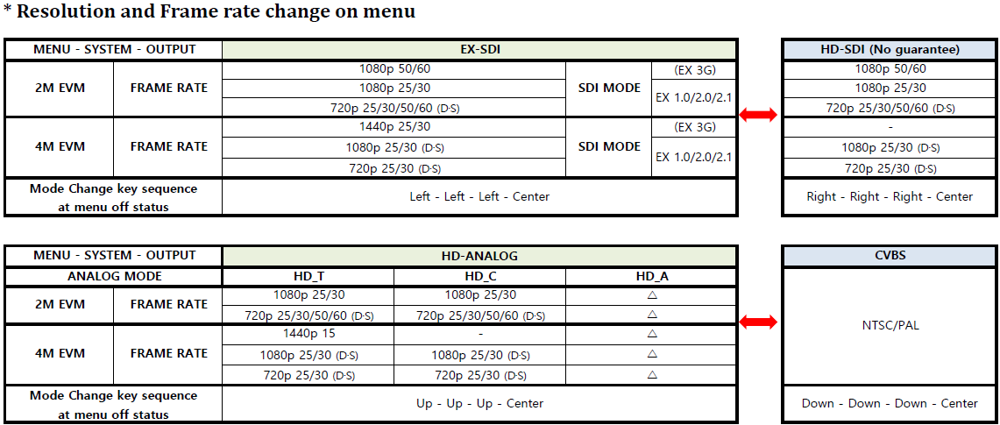 * Resolution and Frame rate change on menu
MENU - SYSTEM - OUTPUT EX-SDI HD-SDI (No guarantee)
2M EVM FRAME RATE 1080p 50/60 SDI MODE (EX 3G) 1080p 50/60
1080p 25/30 EX 1.0/2.0/2.1 1080p 25/30
720p 25/30/50/60 (D·S) 720p 25/30/50/60 (D·S)
4M EVM FRAME RATE 1440p 25/30 SDI MODE (EX 3G) -
1080p 25/30 (D·S) EX 1.0/2.0/2.1 1080p 25/30 (D·S)
720p 25/30 (D·S) 720p 25/30 (D·S)
Mode Change key sequence
at menu off status
Left - Left - Left - Center Right - Right - Right - Center
MENU - SYSTEM - OUTPUT HD-ANALOG CVBS
ANALOG MODE HD_T HD_C HD_A
2M EVM FRAME RATE 1080p 25/30 1080p 25/30 △
720p 25/30/50/60 (D·S) 720p 25/30/50/60 (D·S) △
NTSC/PAL
4M EVM FRAME RATE 1440p 15 - △
1080p 25/30 (D·S) 1080p 25/30 (D·S) △
720p 25/30 (D·S) 720p 25/30 (D·S) △
Mode Change key sequence
at menu off status
Up - Up - Up - Center Down - Down - Down - Center